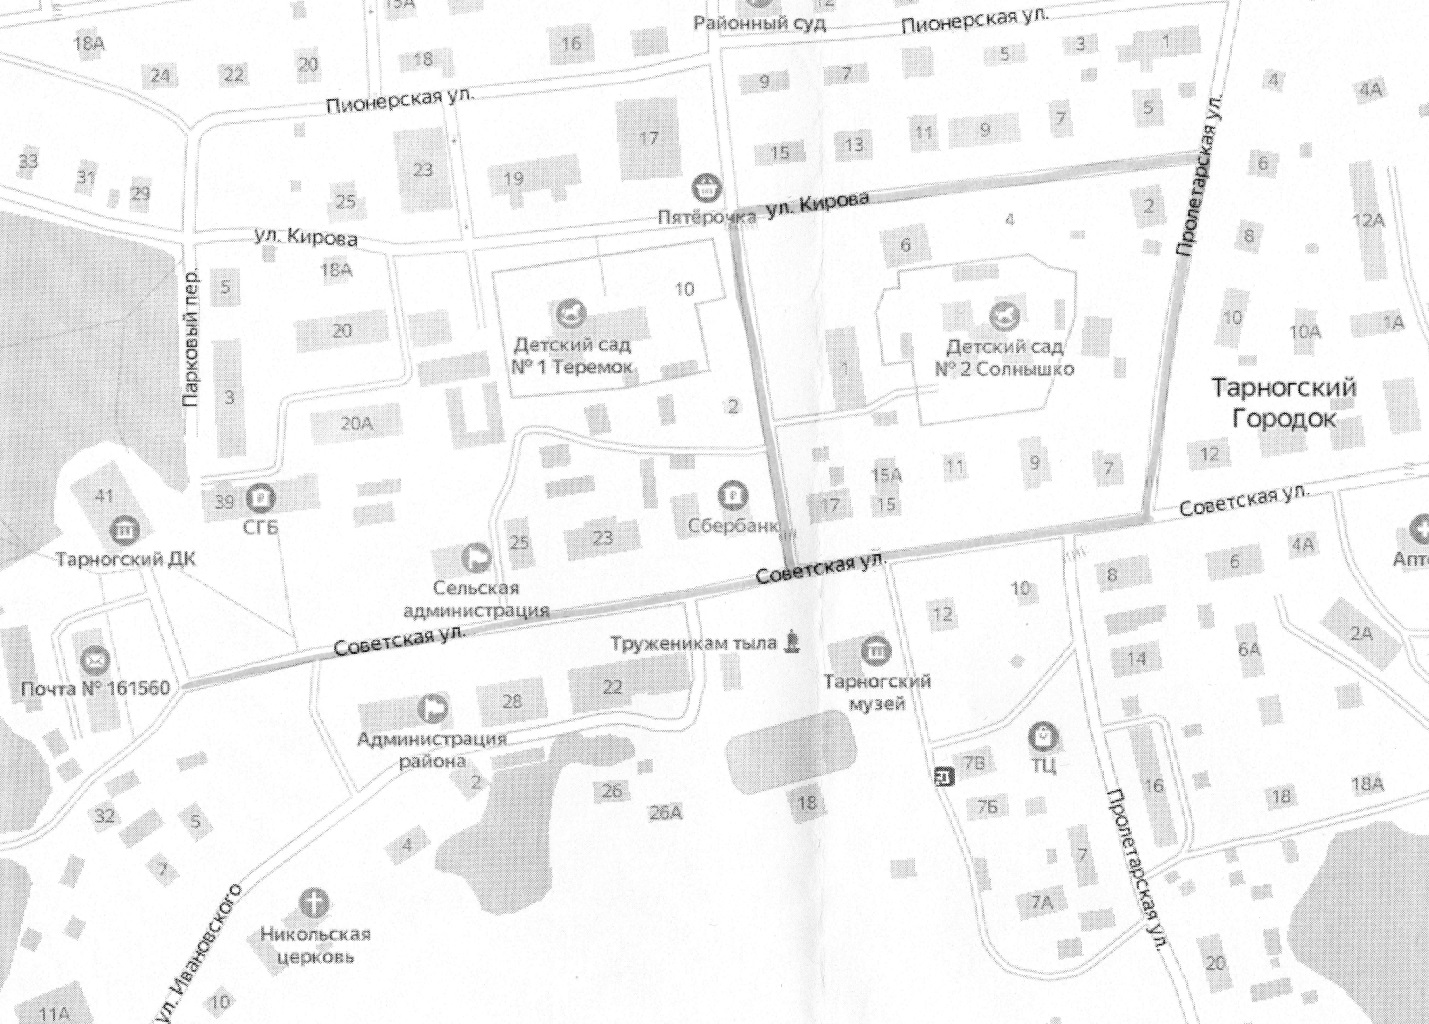 15А
12
Районный суд
Пионерская ул.
18А
24
22
20
18
16
9
7
5
3
1
4
4А
Пионерская ул.
33
31
29
25
23
19
17
15
13
11
9
7
5
6
Пролетарская ул.
12А
Пятёрочка
ул. Кирова
4
2
8
6
ул. Кирова
18А
5
20
10
Парковый пер.
Детский сад
№ 1 Теремок
Детский сад
№ 2 Солнышко
10
10А
1А
3
20А
2
1
Тарногский
Городок
12
41
39
СГБ
Тарногский ДК
Сбербанк
17
15А
15
11
9
7
Советская ул.
25
23
Сельская
администрация
Советская ул.
Советская ул.
8
6
4А
Апте
10
12
14
6А
2А
Почта № 161560
Труженикам тыла
Тарногский
музей
28
22
Администрация
района
2
26
26А
18
7В
7Б
ТЦ
16
18
18А
Пролетарская ул.
32
5
7
4
7
7А
Никольская
церковь
ул. Ивановского
10
11А
20